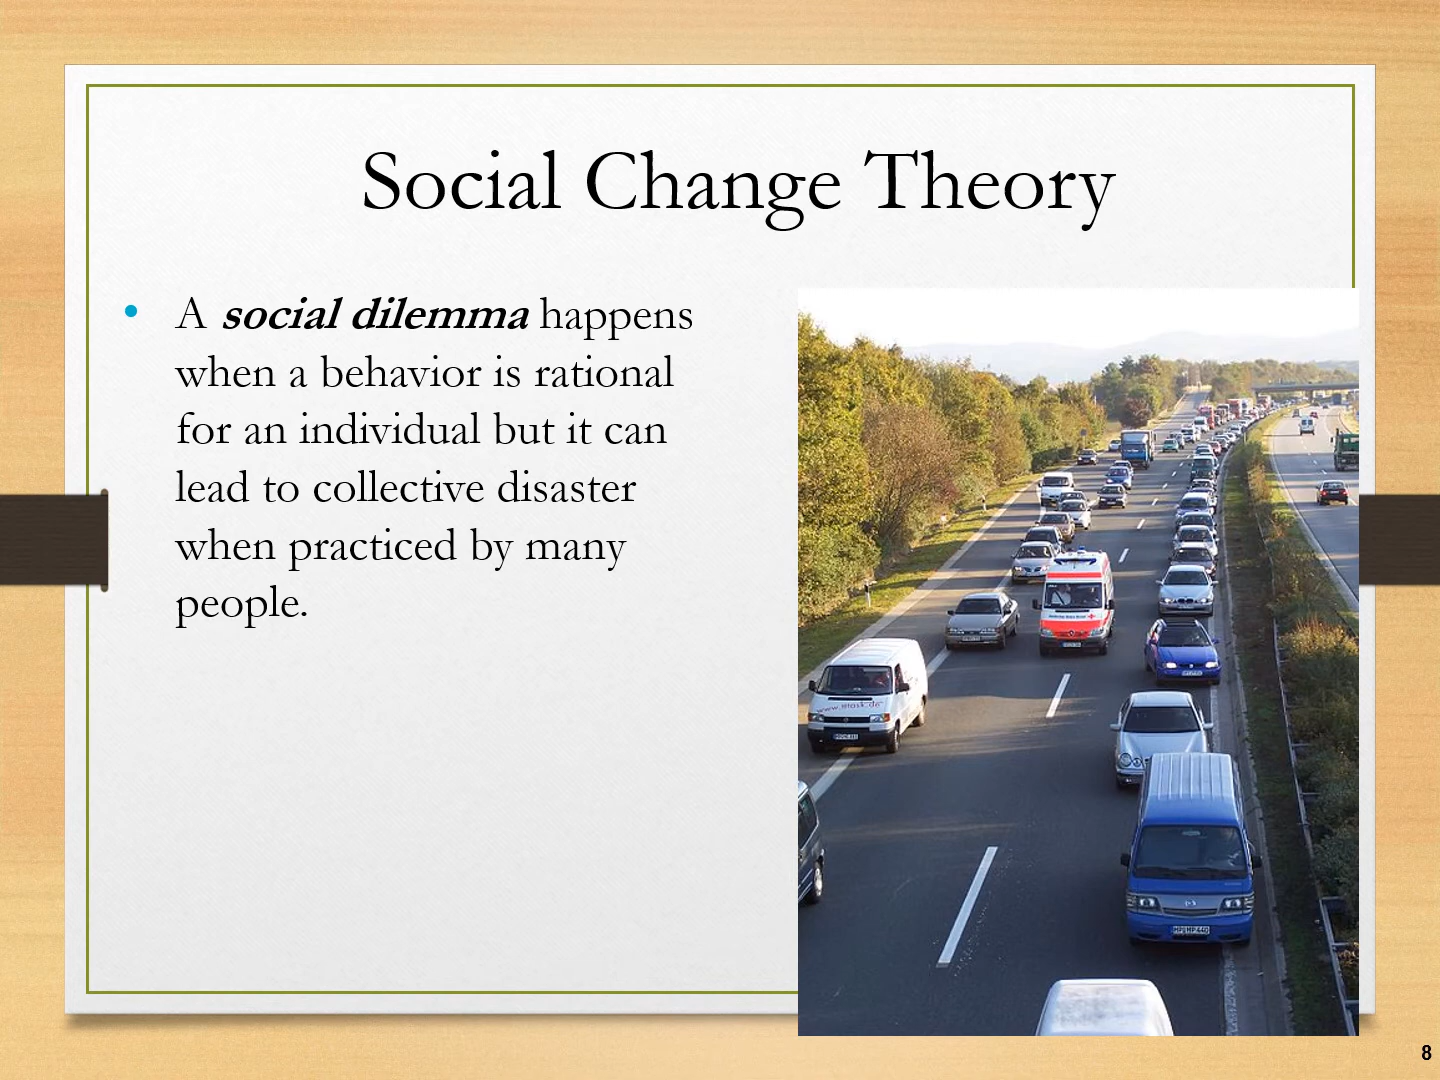 Social Change Theory
• A social dilemma happens
when a behavior is rational
for an individual but it can
lead to collective disaster
when practiced by many
people.
8